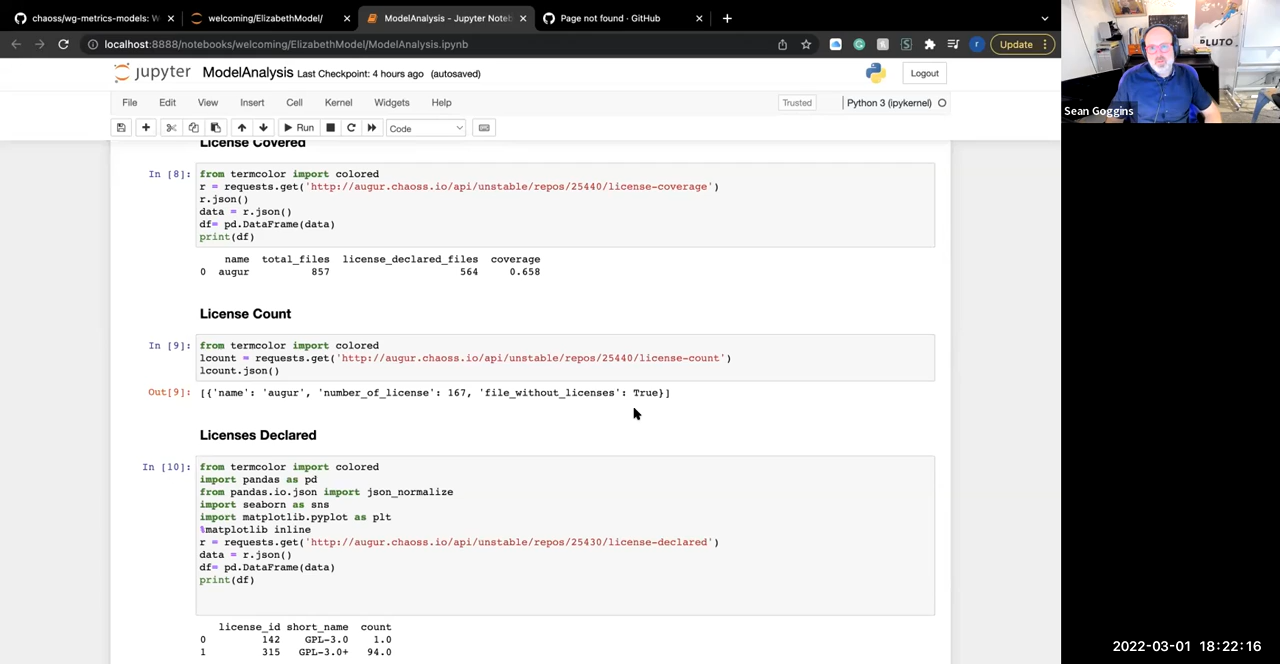 chaoss/wg-metrics-models: W
welcoming/ElizabethModel/
ModelAnalysis - Jupyter Noteb
Page not found · GitHub
localhost:8888/notebooks/welcoming/ElizabethModel/ModelAnalysis.ipynb
r
Update
PLUTO
jupyter
ModelAnalysis Last Checkpoint: 4 hours ago (autosaved)
Logout
Sean Goggins
File Edit View Insert Cell Kernel Widgets Help
Trusted
Python 3 (ipykernel)
Run
Code
License Covered
In [8]:
from termcolor import colored
r = requests.get('http://augur.chaoss.io/api/unstable/repos/25440/license-coverage')
r.json()
data = r.json()
df= pd.DataFrame(data)
print(df)
name total_files license_declared_files coverage
0 augur 857 564 0.658
License Count
In [9]:
from termcolor import colored
lcount = requests.get('http://augur.chaoss.io/api/unstable/repos/25440/license-count')
lcount.json()
Out[9]:
[{'name': 'augur', 'number_of_license': 167, 'file_without_licenses': True}]
Licenses Declared
In [10]:
from termcolor import colored
import pandas as pd
from pandas.io.json import json_normalize
import seaborn as sns
import matplotlib.pyplot as plt
%matplotlib inline
r = requests.get('http://augur.chaoss.io/api/unstable/repos/25430/license-declared')
data = r.json()
df= pd.DataFrame(data)
print(df)
license_id short_name count
0 142 GPL-3.0 1.0
1 315 GPL-3.0+ 94.0
2022-03-01 18:22:16